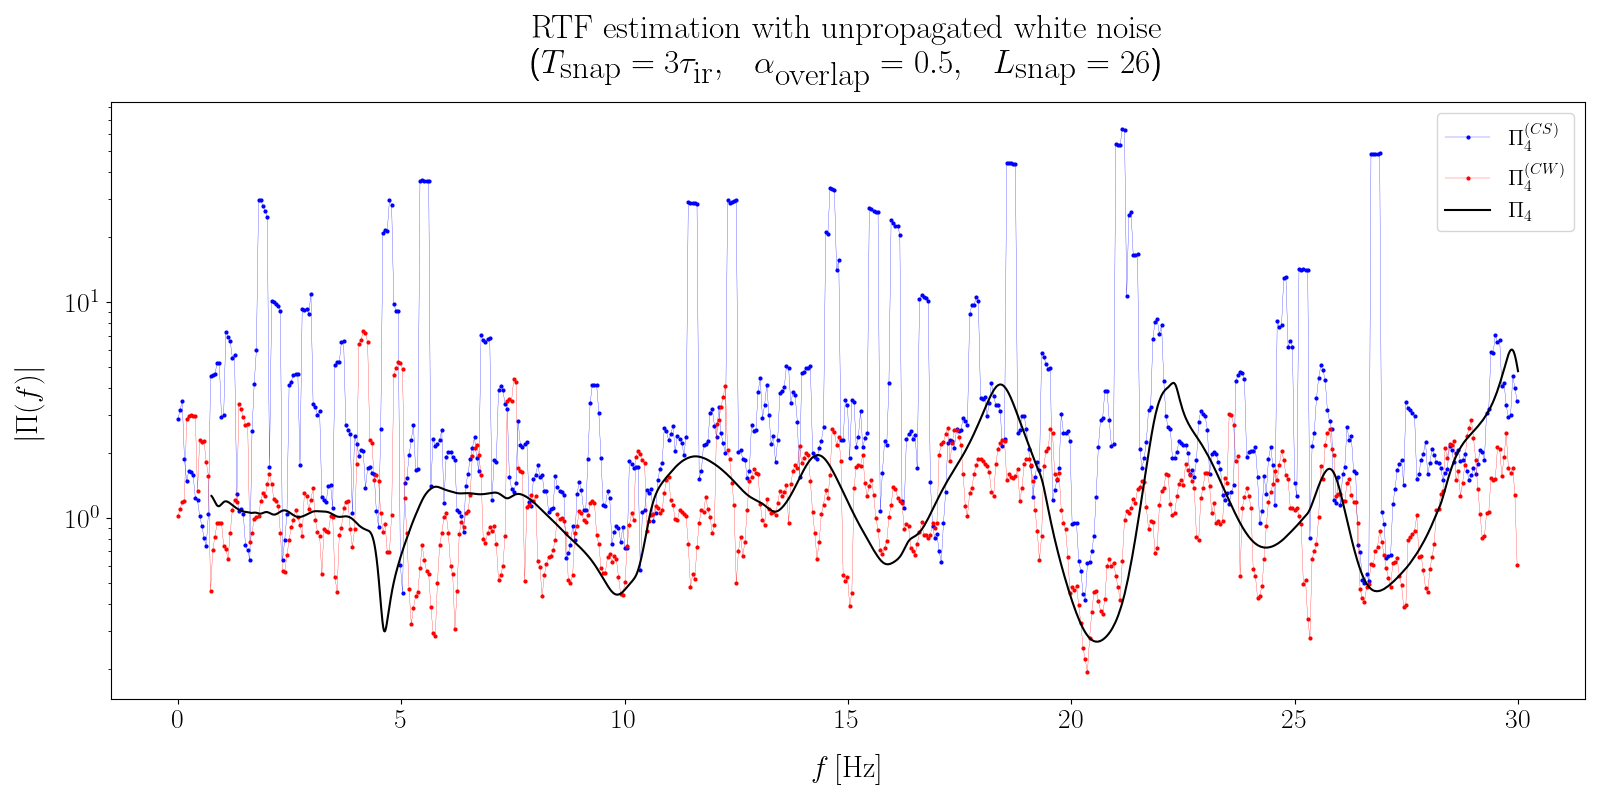 RTF estimation with unpropagated white noise
(T_snap = 3τ_ir, α_overlap = 0.5, L_snap = 26)
Π_4^(CS)
Π_4^(CW)
Π_4
|Π(f)|
10^1
10^0
0 5 10 15 20 25 30
f [Hz]